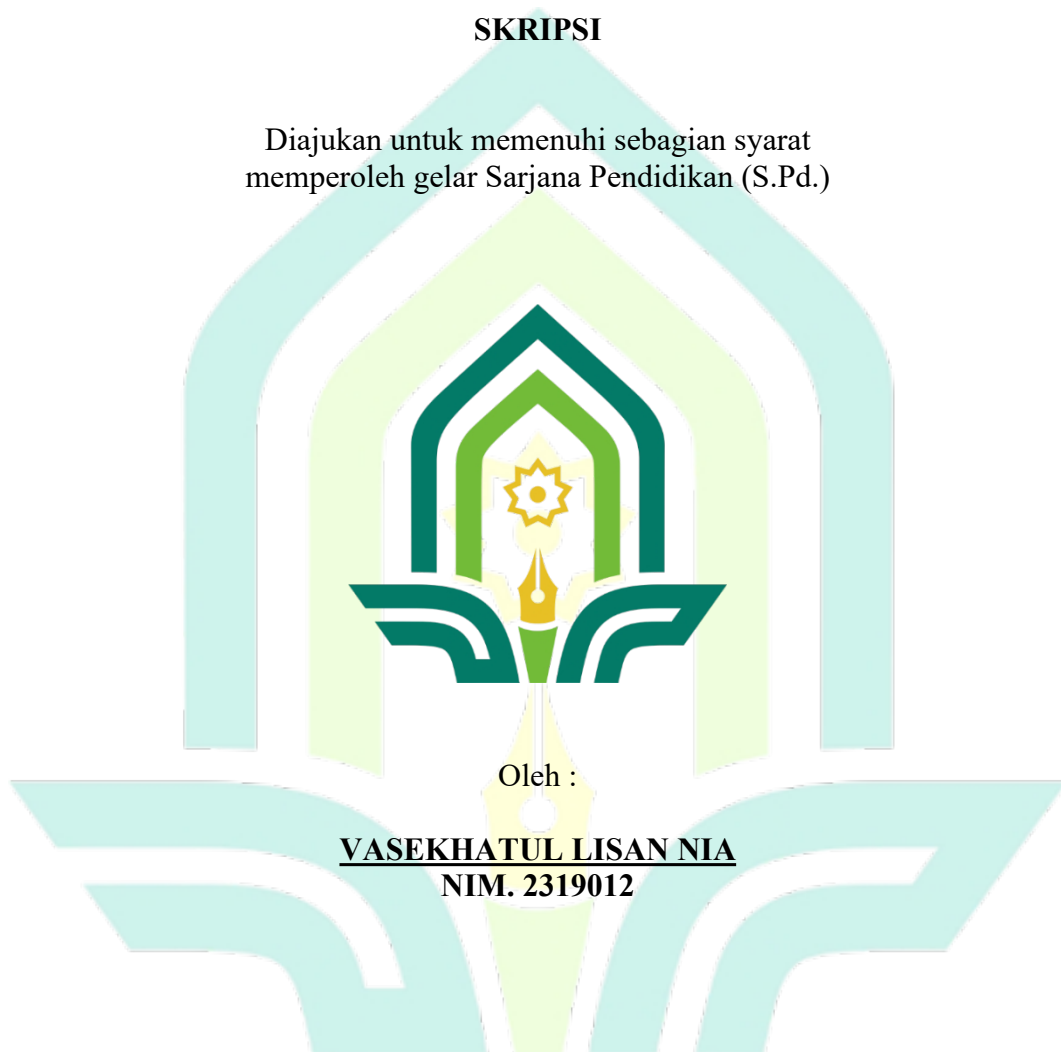 SKRIPSI
Diajukan untuk memenuhi sebagian syarat
memperoleh gelar Sarjana Pendidikan (S.Pd.)
Oleh :
VASEKHATUL LISAN NIA
NIM. 2319012